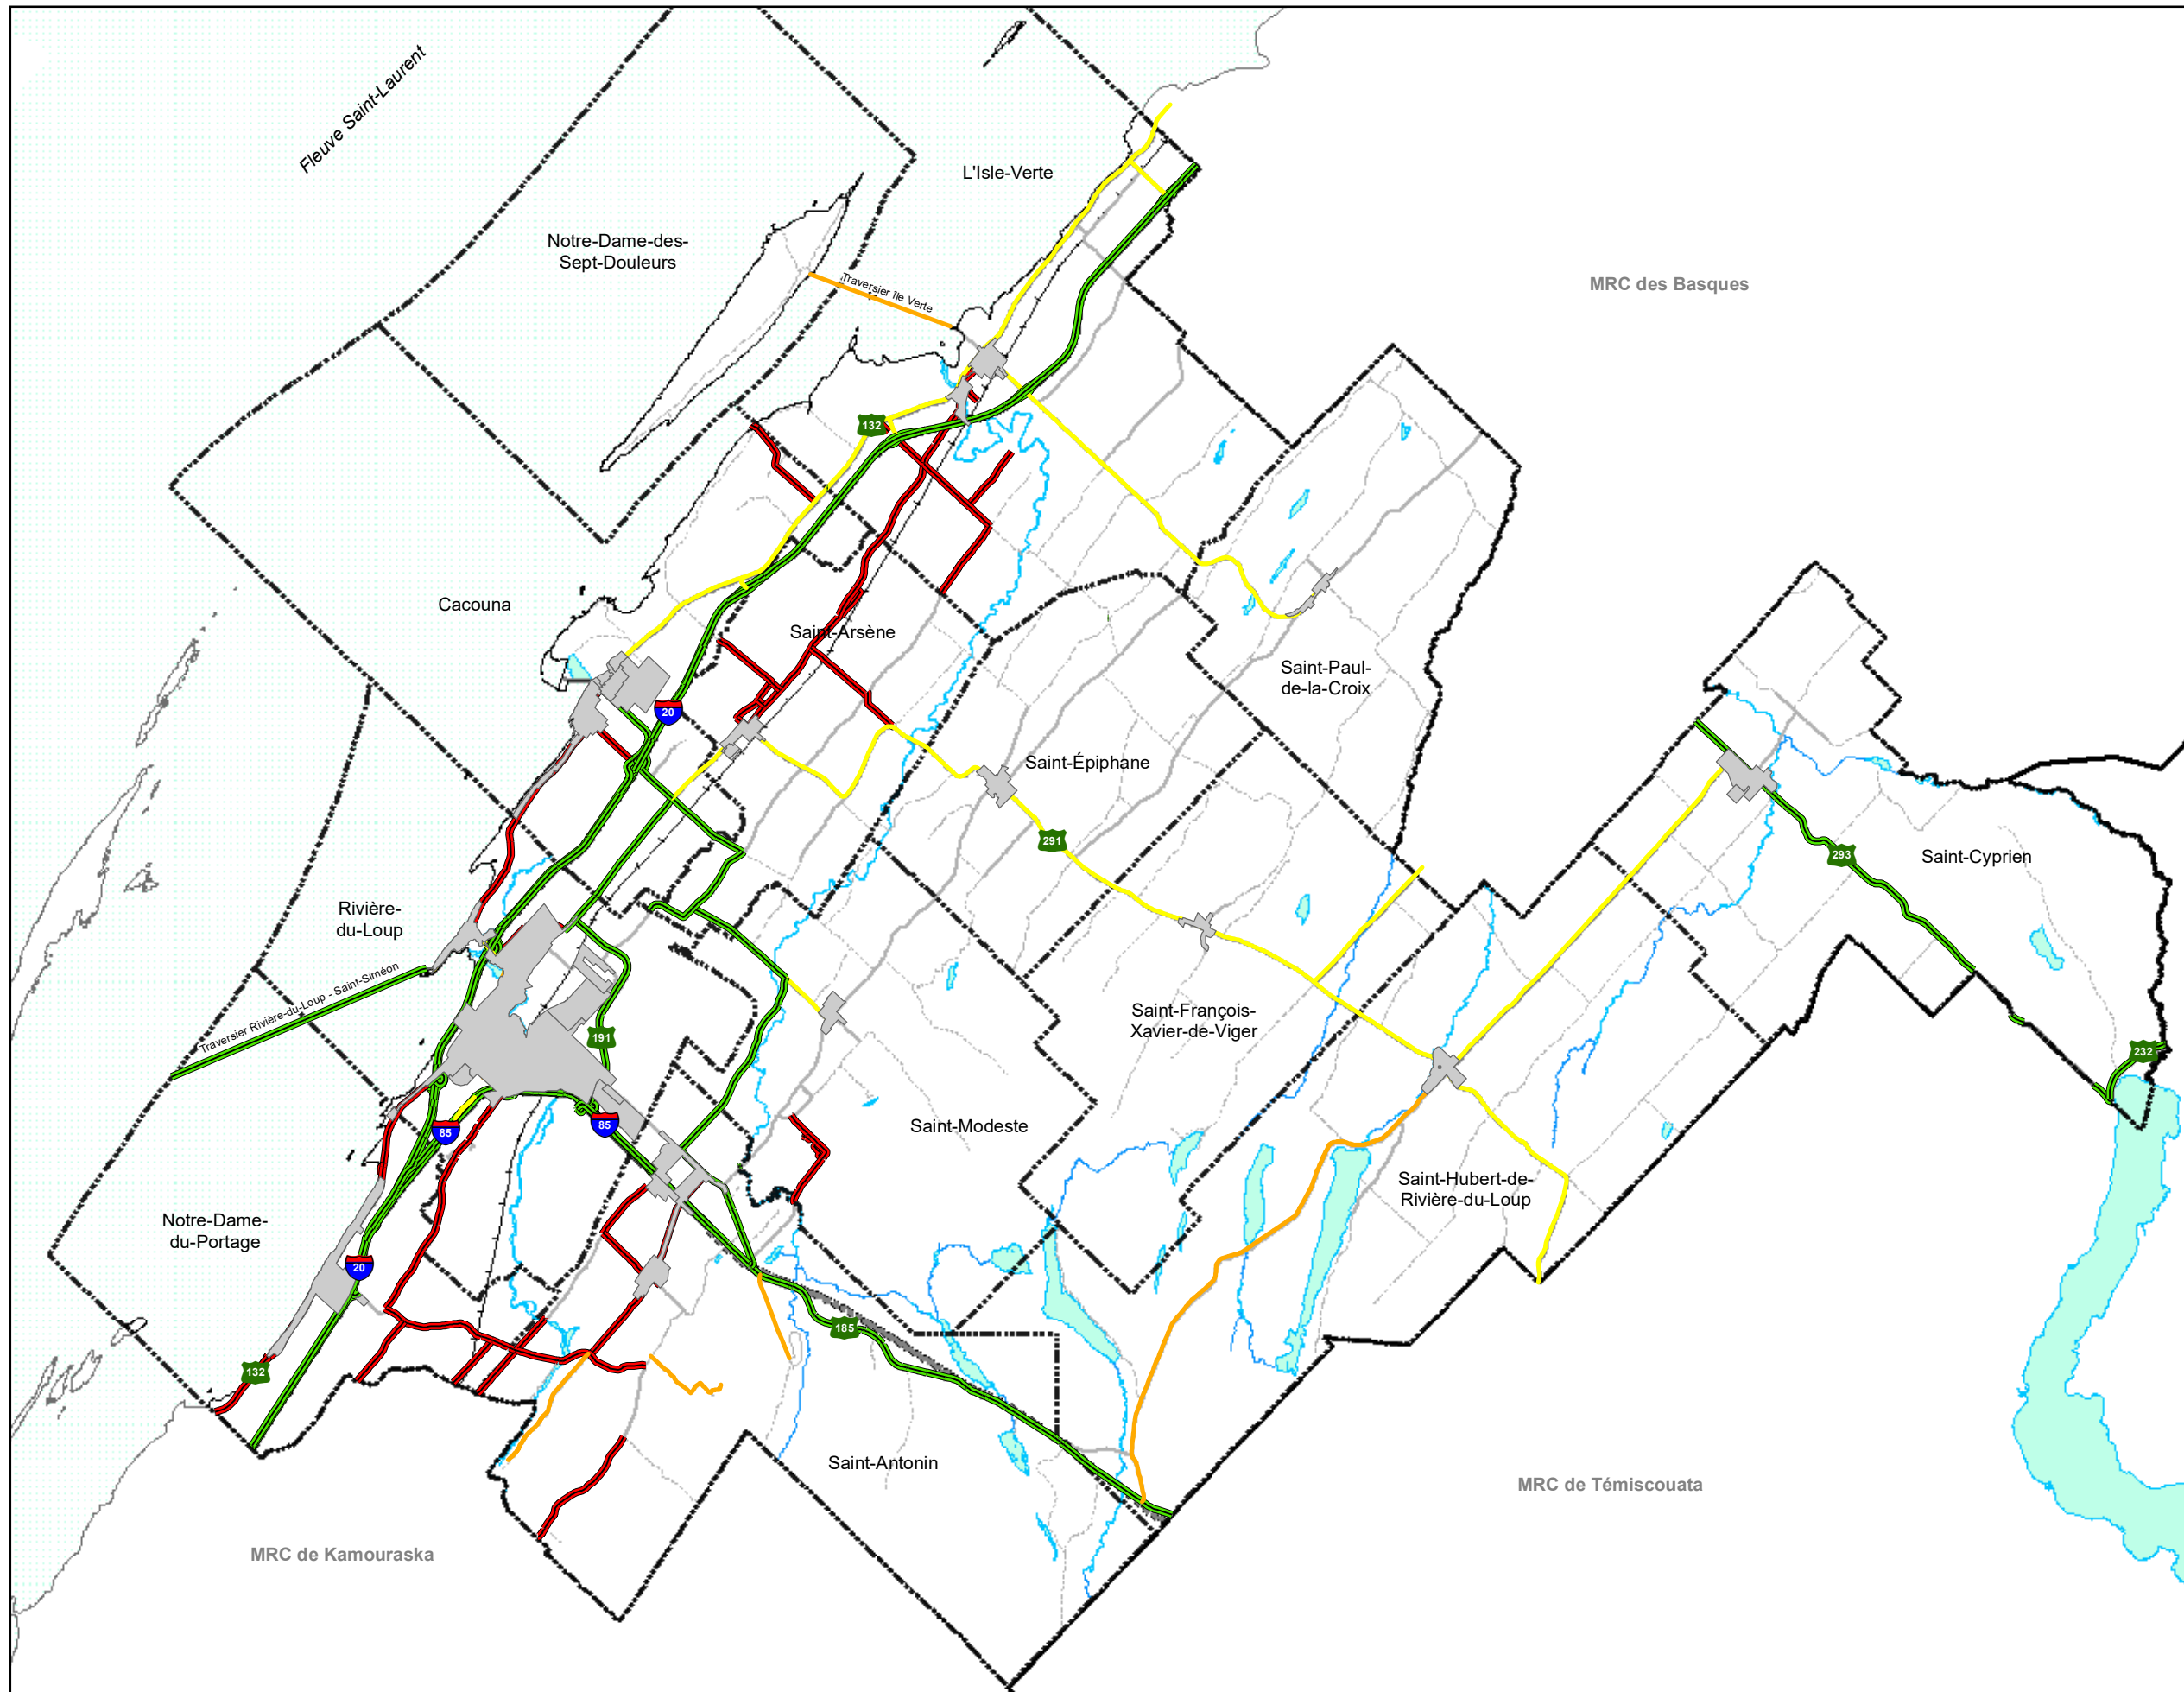 Fleuve Saint-Laurent
L'Isle-Verte
Notre-Dame-des-
Sept-Douleurs
Traversier île Verte
MRC des Basques
132
Cacouna
Saint-Arsène
Saint-Paul-
de-la-Croix
20
Saint-Épiphane
291
293
Saint-Cyprien
Rivière-
du-Loup
Traversier Rivière-du-Loup - Saint-Siméon
Saint-François-
Xavier-de-Viger
191
232
85
85
Saint-Modeste
Saint-Hubert-de-
Rivière-du-Loup
Notre-Dame-
du-Portage
20
185
132
Saint-Antonin
MRC de Témiscouata
MRC de Kamouraska